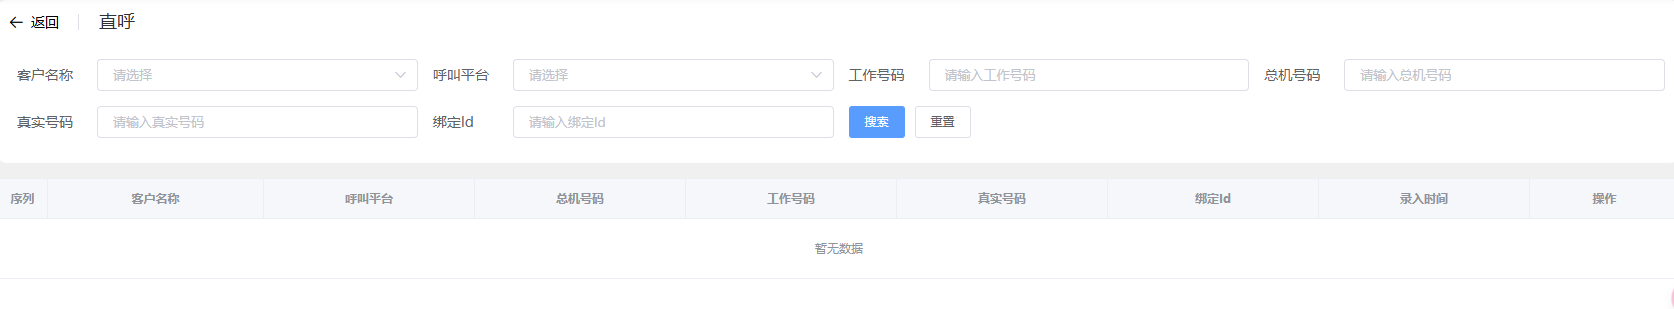 返回 直呼
客户名称 请选择 呼叫平台 请选择 工作号码 请输入工作号码 总机号码 请输入总机号码
真实号码 请输入真实号码 绑定Id 请输入绑定Id 搜索 重置
序列 客户名称 呼叫平台 总机号码 工作号码 真实号码 绑定Id 录入时间 操作
暂无数据